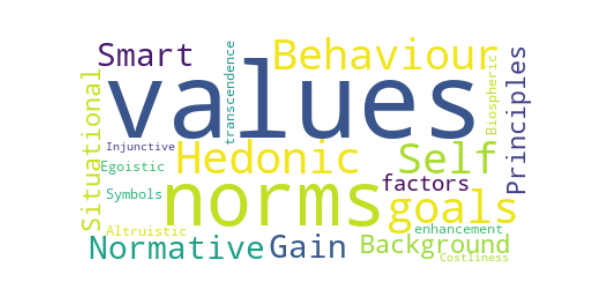 Smart
Behaviour
transcendence
Biospheric
Principles
values
Situational
Injunctive
Egoistic
Hedonic
Self
Symbols
norms
factors
goals
Altruistic
enhancement
Normative
Gain
Background
Costliness